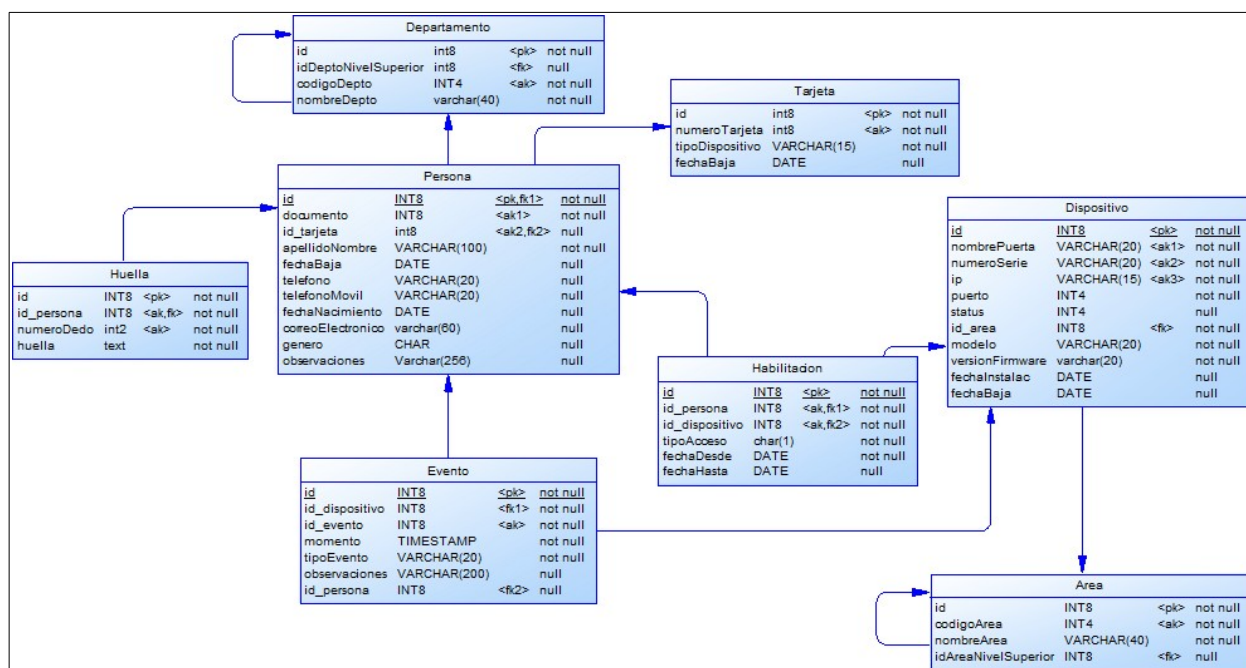 Departamento
id int8 <pk> not null
idDeptoNivelSuperior int8 <fk> null
codigoDepto INT4 <ak> not null
nombreDepto varchar(40) not null
Tarjeta
id int8 <pk> not null
numeroTarjeta int8 <ak> not null
tipoDispositivo VARCHAR(15) not null
fechaBaja DATE null
Persona
id INT8 <pk,fk1> not null
documento INT8 <ak1> not null
id_tarjeta int8 <ak2,fk2> null
apellidoNombre VARCHAR(100) not null
fechaBaja DATE null
telefono VARCHAR(20) null
telefonoMovil VARCHAR(20) null
fechaNacimiento DATE null
correoElectronico varchar(60) null
genero CHAR null
observaciones Varchar(256) null
Dispositivo
id INT8 <pk> not null
nombrePuerta VARCHAR(20) <ak1> not null
numeroSerie VARCHAR(20) <ak2> not null
ip VARCHAR(15) <ak3> not null
puerto INT4 not null
status INT4 null
id_area INT8 <fk> not null
modelo VARCHAR(20) not null
versionFirmware varchar(20) not null
fechaInstalac DATE null
fechaBaja DATE null
Huella
id INT8 <pk> not null
id_persona INT8 <ak,fk> not null
numeroDedo int2 <ak> not null
huella text not null
Habilitacion
id INT8 <pk> not null
id_persona INT8 <ak,fk1> not null
id_dispositivo INT8 <ak,fk2> not null
tipoAcceso char(1) not null
fechaDesde DATE not null
fechaHasta DATE null
Evento
id INT8 <pk> not null
id_dispositivo INT8 <fk1> not null
id_evento INT8 <ak> not null
momento TIMESTAMP not null
tipoEvento VARCHAR(20) not null
observaciones VARCHAR(200) null
id_persona INT8 <fk2> null
Area
id INT8 <pk> not null
codigoArea INT4 <ak> not null
nombreArea VARCHAR(40) not null
idAreaNivelSuperior INT8 <fk> null